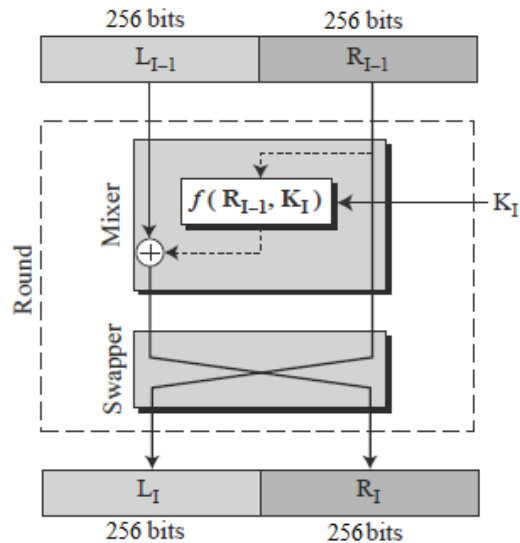 256 bits 256 bits
L_{I–1} R_{I–1}
Round
Mixer
f( R_{I–1}, K_I )
K_I
+
Swapper
L_I R_I
256 bits 256bits